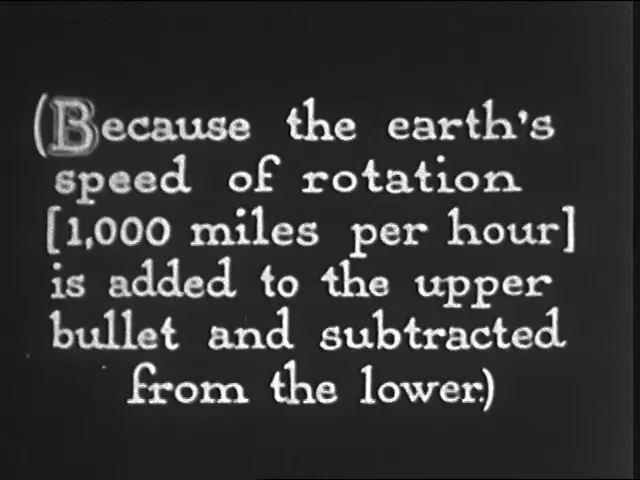 (Because the earth's
speed of rotation
[1,000 miles per hour]
is added to the upper
bullet and subtracted
from the lower.)